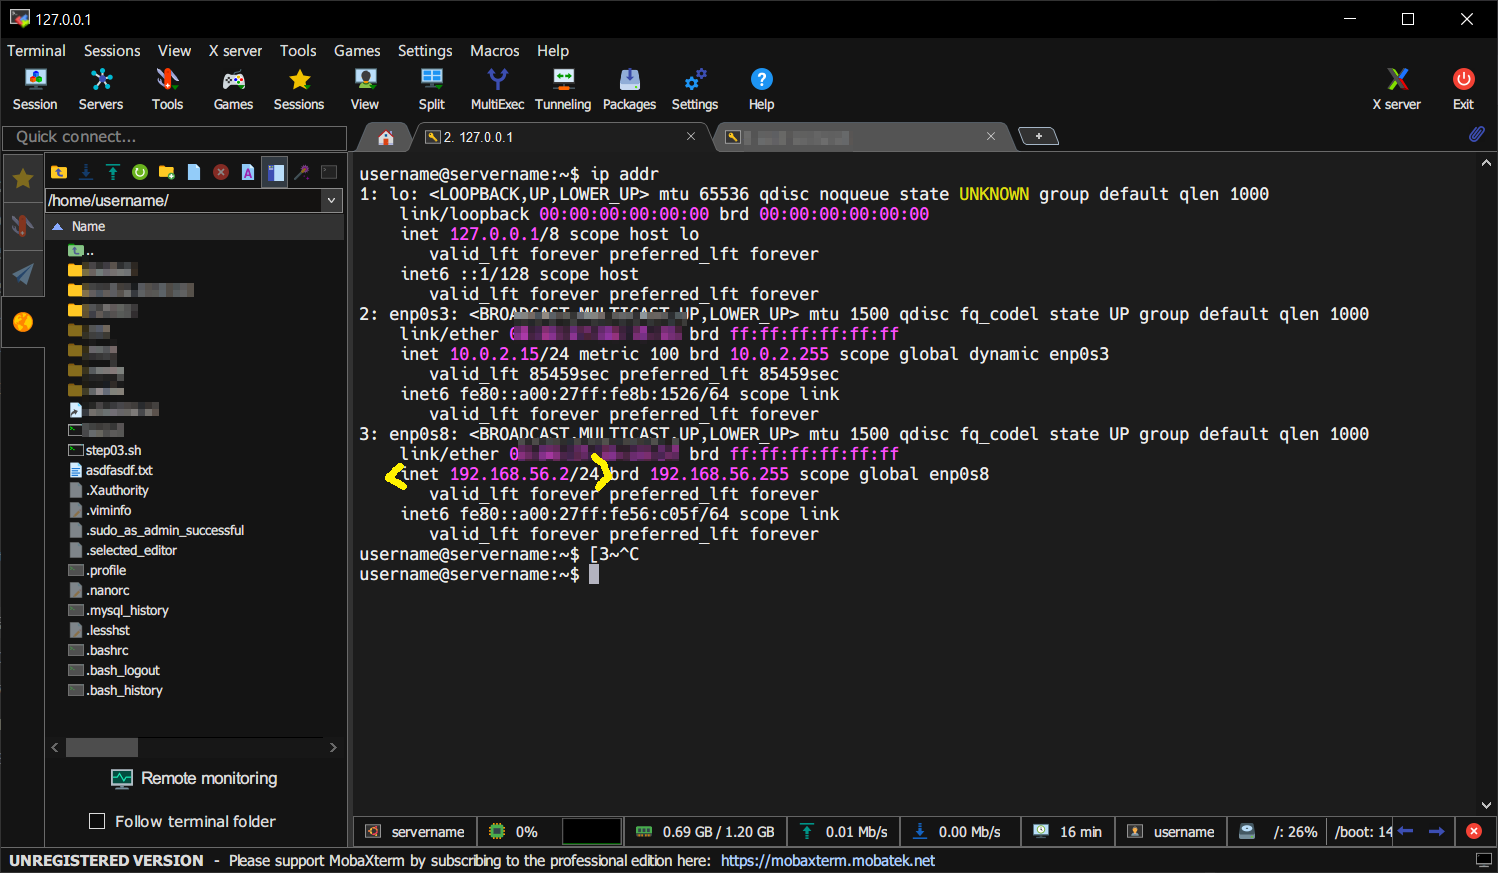 127.0.0.1
Terminal Sessions View X server Tools Games Settings Macros Help
Session Servers Tools Games Sessions View Split MultiExec Tunneling Packages Settings Help X server Exit
Quick connect...
2. 127.0.0.1
/home/username/
Name
..
step03.sh
asdfasdf.txt
.Xauthority
.viminfo
.sudo_as_admin_successful
.selected_editor
.profile
.nanorc
.mysql_history
.lesshst
.bashrc
.bash_logout
.bash_history
Remote monitoring
Follow terminal folder
username@servername:~$ ip addr
1: lo: <LOOPBACK,UP,LOWER_UP> mtu 65536 qdisc noqueue state UNKNOWN group default qlen 1000
link/loopback 00:00:00:00:00:00 brd 00:00:00:00:00:00
inet 127.0.0.1/8 scope host lo
valid_lft forever preferred_lft forever
inet6 ::1/128 scope host
valid_lft forever preferred_lft forever
2: enp0s3: <BROADCAST,MULTICAST,UP,LOWER_UP> mtu 1500 qdisc fq_codel state UP group default qlen 1000
link/ether brd ff:ff:ff:ff:ff:ff
inet 10.0.2.15/24 metric 100 brd 10.0.2.255 scope global dynamic enp0s3
valid_lft 85459sec preferred_lft 85459sec
inet6 fe80::a00:27ff:fe8b:1526/64 scope link
valid_lft forever preferred_lft forever
3: enp0s8: <BROADCAST,MULTICAST,UP,LOWER_UP> mtu 1500 qdisc fq_codel state UP group default qlen 1000
link/ether brd ff:ff:ff:ff:ff:ff
inet 192.168.56.2/24 brd 192.168.56.255 scope global enp0s8
valid_lft forever preferred_lft forever
inet6 fe80::a00:27ff:fe56:c05f/64 scope link
valid_lft forever preferred_lft forever
username@servername:~$ [3~^C
username@servername:~$
servername 0% 0.69 GB / 1.20 GB 0.01 Mb/s 0.00 Mb/s 16 min username /: 26% /boot: 14
UNREGISTERED VERSION - Please support MobaXterm by subscribing to the professional edition here: https://mobaxterm.mobatek.net